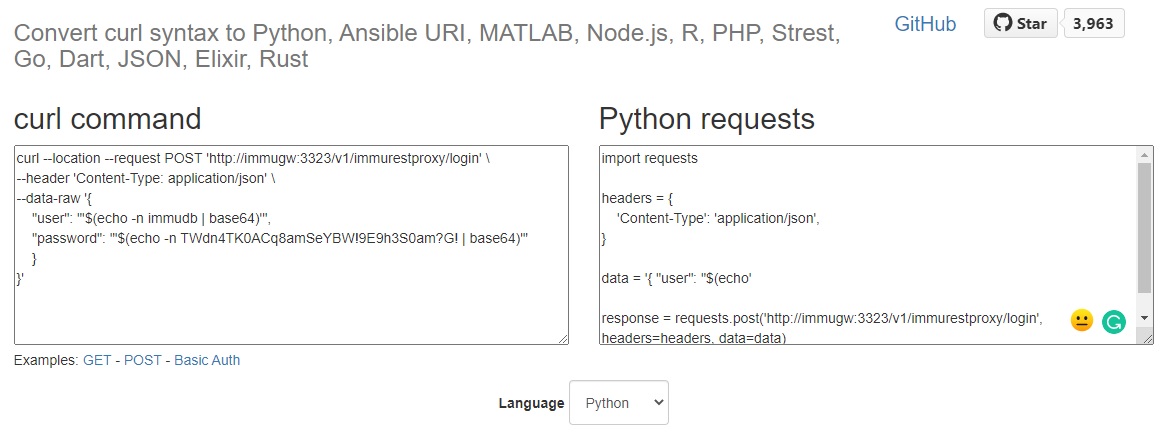 Convert curl syntax to Python, Ansible URI, MATLAB, Node.js, R, PHP, Strest,
Go, Dart, JSON, Elixir, Rust
GitHub
Star
3,963
curl command
curl --location --request POST 'http://immugw:3323/v1/immurestproxy/login' \
--header 'Content-Type: application/json' \
--data-raw '{
"user": "'$(echo -n immudb | base64)'",
"password": "'$(echo -n TWdn4TK0ACq8amSeYBW!9E9h3S0am?G! | base64)'"
}
}'
Examples: GET - POST - Basic Auth
Python requests
import requests
headers = {
'Content-Type': 'application/json',
}
data = '{ "user": "$(echo'
response = requests.post('http://immugw:3323/v1/immurestproxy/login',
headers=headers, data=data)
Language
Python